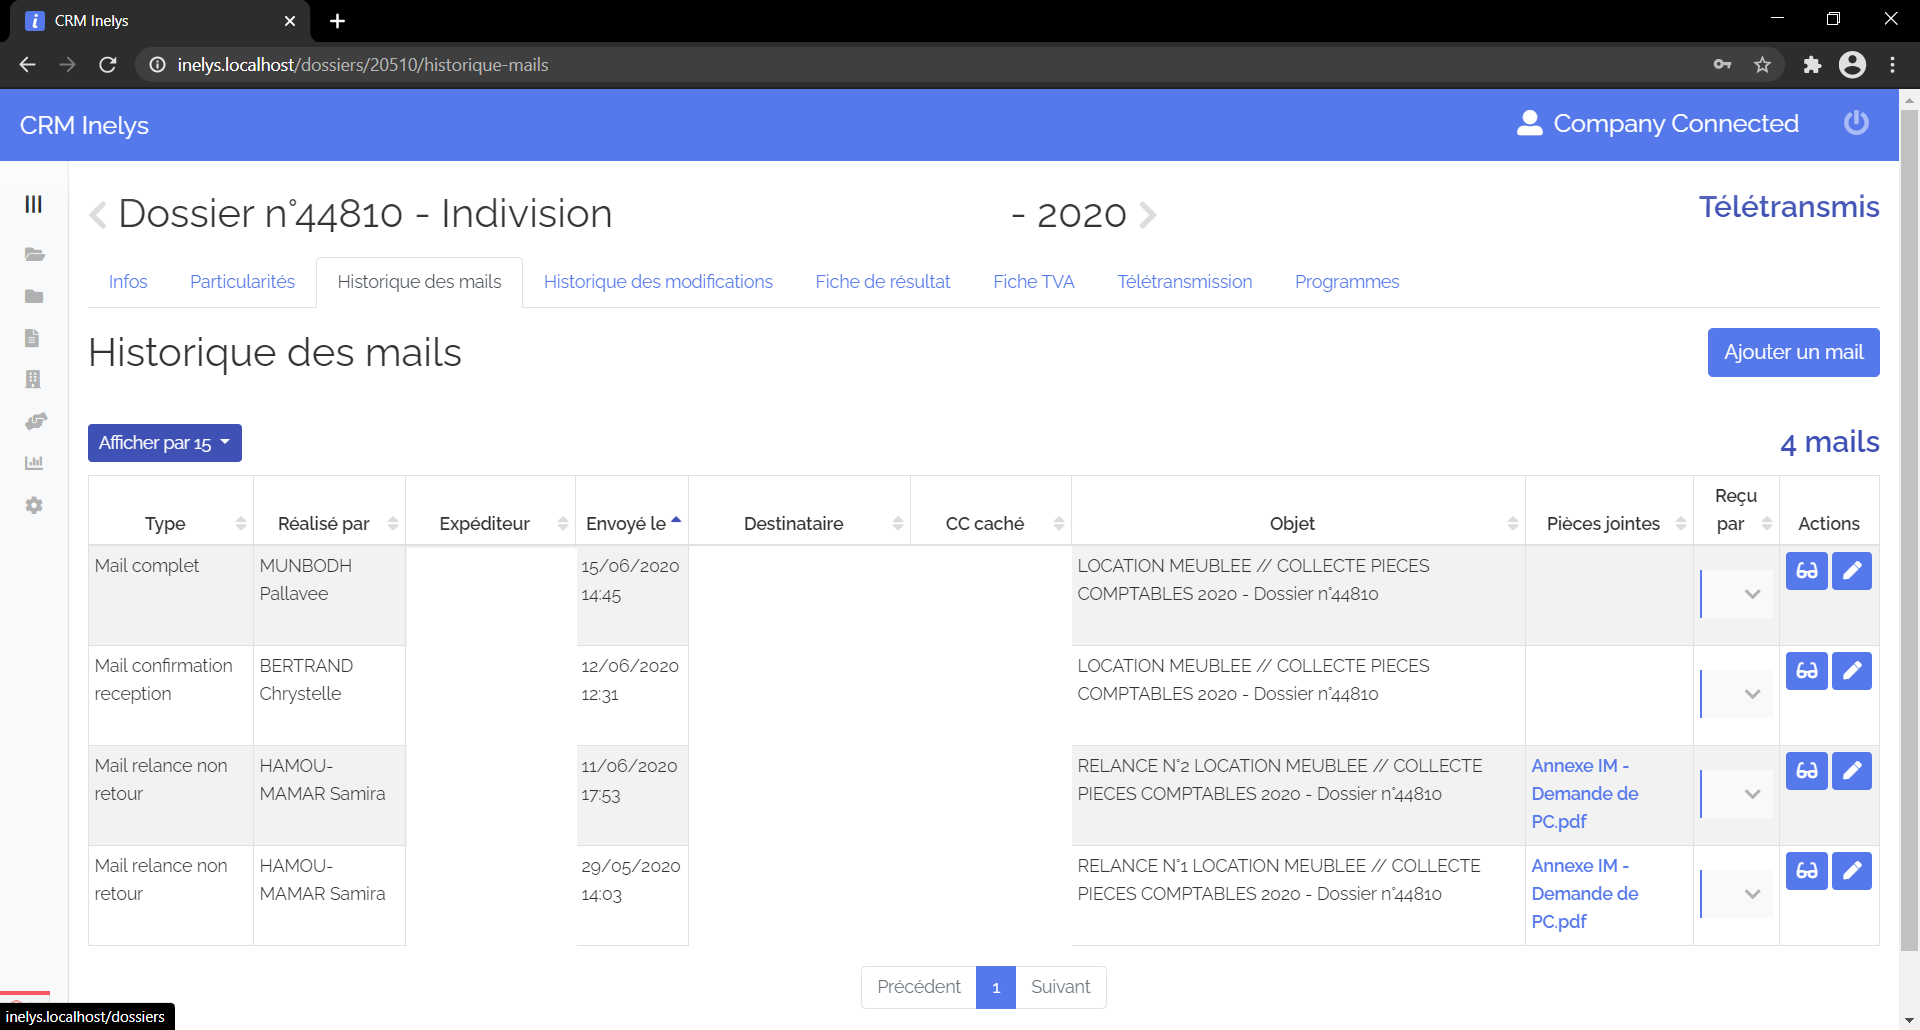 CRM Inelys
inelys.localhost/dossiers/20510/historique-mails
CRM Inelys
Company Connected
Dossier n°44810 - Indivision - 2020
Télétransmis
Infos Particularités Historique des mails Historique des modifications Fiche de résultat Fiche TVA Télétransmission Programmes
Historique des mails
Ajouter un mail
Afficher par 15
4 mails
Type Réalisé par Expéditeur Envoyé le Destinataire CC caché Objet Pièces jointes Reçu par Actions
Mail complet MUNBODH 15/06/2020 LOCATION MEUBLEE // COLLECTE PIECES
Pallavee 14:45 COMPTABLES 2020 - Dossier n°44810
Mail confirmation BERTRAND 12/06/2020 LOCATION MEUBLEE // COLLECTE PIECES
reception Chrystelle 12:31 COMPTABLES 2020 - Dossier n°44810
Mail relance non HAMOU- 11/06/2020 RELANCE N°2 LOCATION MEUBLEE // COLLECTE Annexe IM -
retour MAMAR Samira 17:53 PIECES COMPTABLES 2020 - Dossier n°44810 Demande de
PC.pdf
Mail relance non HAMOU- 29/05/2020 RELANCE N°1 LOCATION MEUBLEE // COLLECTE Annexe IM -
retour MAMAR Samira 14:03 PIECES COMPTABLES 2020 - Dossier n°44810 Demande de
PC.pdf
Précédent 1 Suivant
inelys.localhost/dossiers